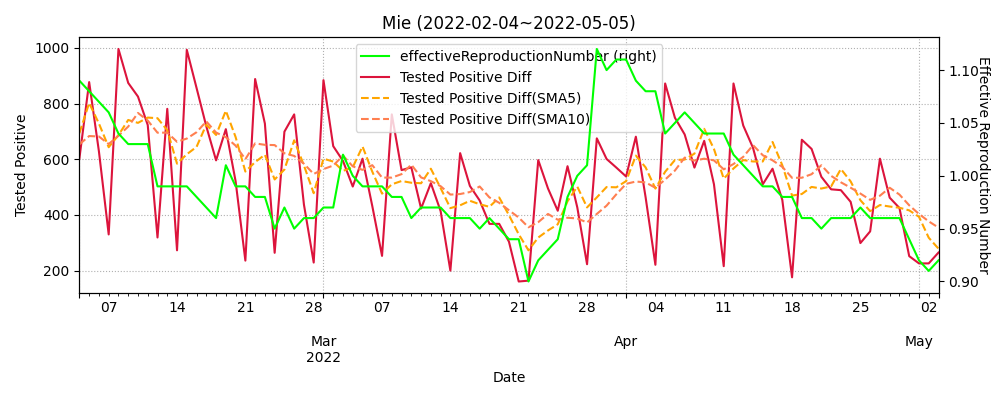 Mie (2022-02-04~2022-05-05)
effectiveReproductionNumber (right)
Tested Positive Diff
Tested Positive Diff(SMA5)
Tested Positive Diff(SMA10)
Tested Positive
1000
800
600
400
200
1.10
1.05
1.00
0.95
0.90
Effective Reproduction Number
07 14 21 28 07 14 21 28 04 11 18 25 02
Mar Apr May
2022
Date